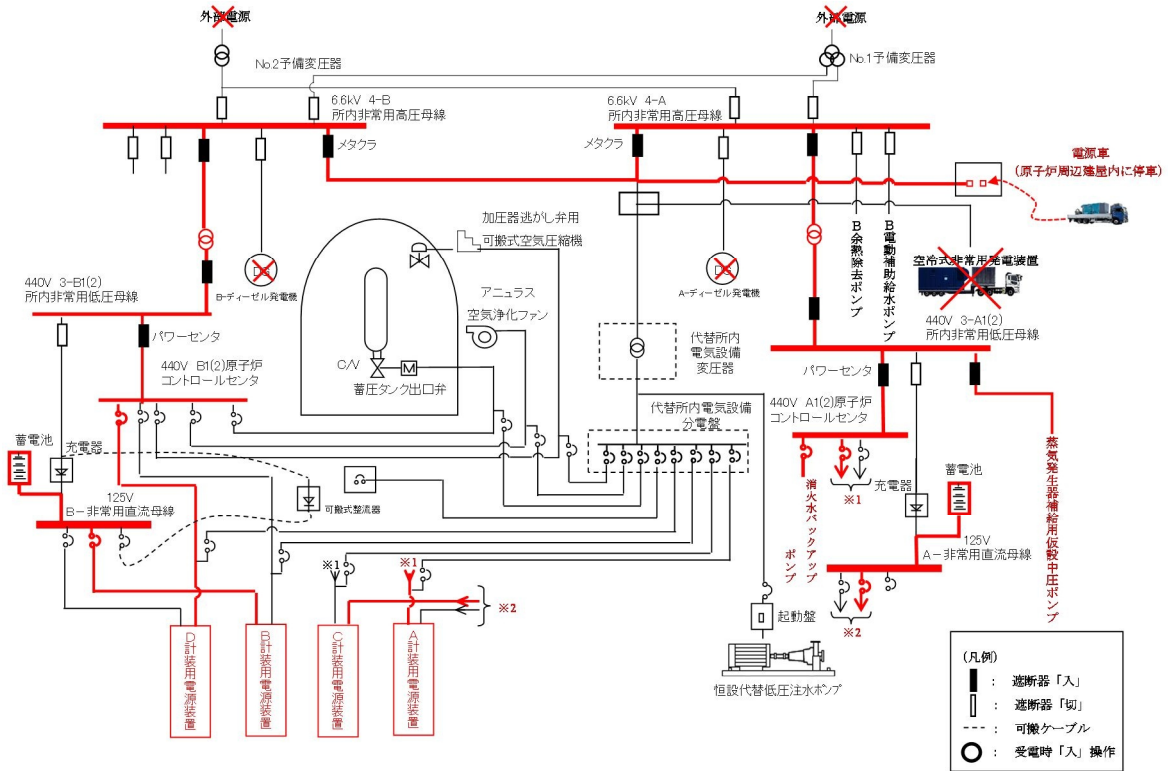 外部電源
外部電源
No.2予備変圧器
No.1予備変圧器
6.6kV 4-B
所内非常用高圧母線
6.6kV 4-A
所内非常用高圧母線
メタクラ
メタクラ
電源車
(原子炉周辺建屋内に停車)
加圧器逃がし弁用
可搬式空気圧縮機
B余熱除去ポンプ
B電動補助給水ポンプ
空冷式非常用発電装置
DG
B-ディーゼル発電機
DG
A-ディーゼル発電機
440V 3-B1(2)
所内非常用低圧母線
アニュラス
空気浄化ファン
440V 3-A1(2)
所内非常用低圧母線
パワーセンタ
代替所内
電気設備
変圧器
パワーセンタ
440V B1(2)原子炉
コントロールセンタ
C/V
M
蓄圧タンク出口弁
440V A1(2)原子炉
コントロールセンタ
代替所内電気設備
分電盤
蓄電池
充電器
消火水バックアップ
ポンプ
※1
充電器
蓄電池
蒸気発生器補給用仮設中圧ポンプ
125V
B-非常用直流母線
可搬式整流器
125V
A-非常用直流母線
※1
※1
※2
※2
起動盤
D計装用電源装置
B計装用電源装置
C計装用電源装置
A計装用電源装置
恒設代替低圧注水ポンプ
(凡例)
: 遮断器「入」
: 遮断器「切」
: 可搬ケーブル
: 受電時「入」操作